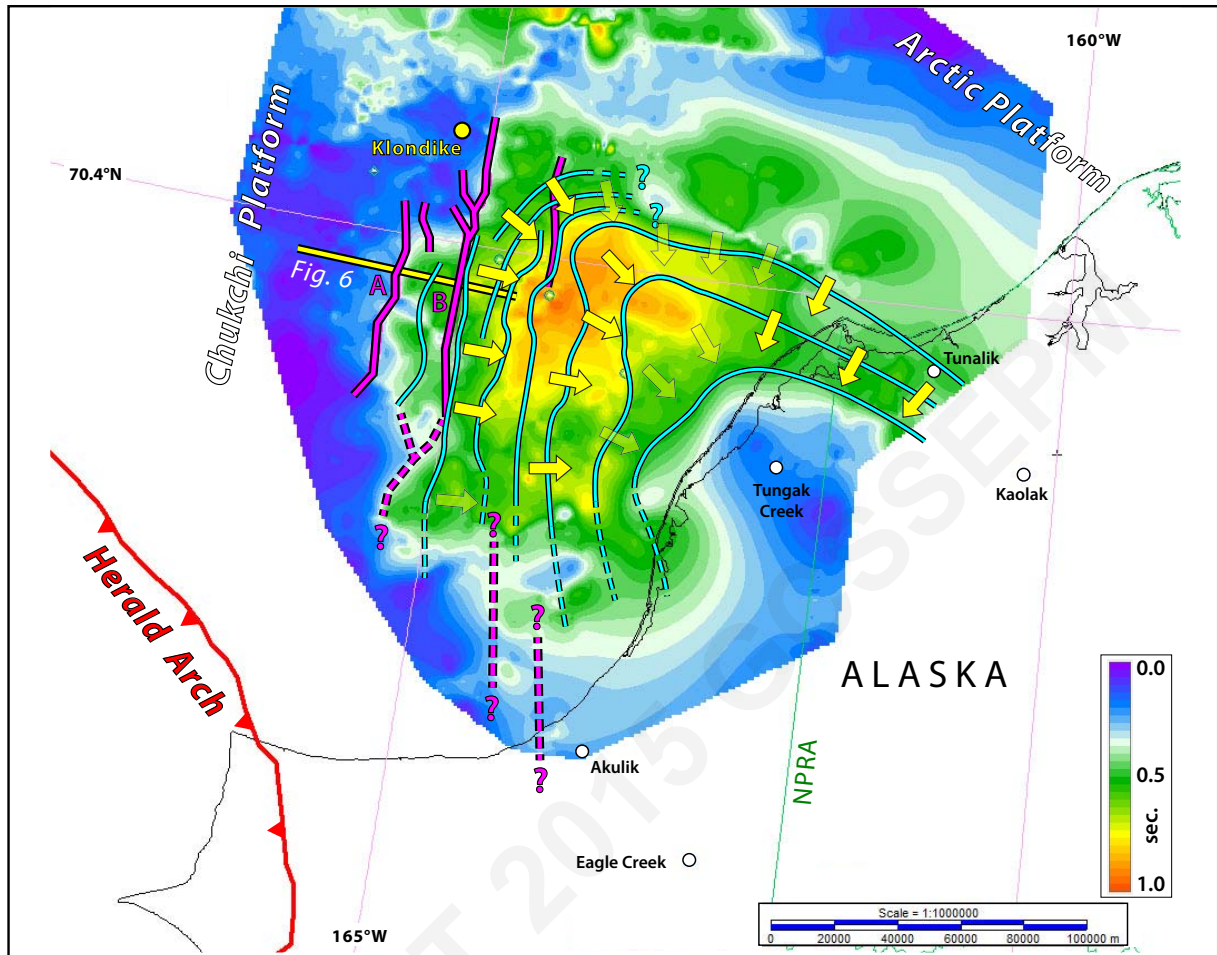 160°W
Arctic Platform
Klondike
70.4°N
Chukchi Platform
?
?
Fig. 6
A
B
Tunalik
Kaolak
Tungak
Creek
?
?
Herald Arch
?
?
ALASKA
0.0
0.5
sec.
1.0
Akulik
?
NPRA
Eagle Creek
165°W
Scale = 1:1000000
0 20000 40000 60000 80000 100000 m
T 2015 GCSSEPM